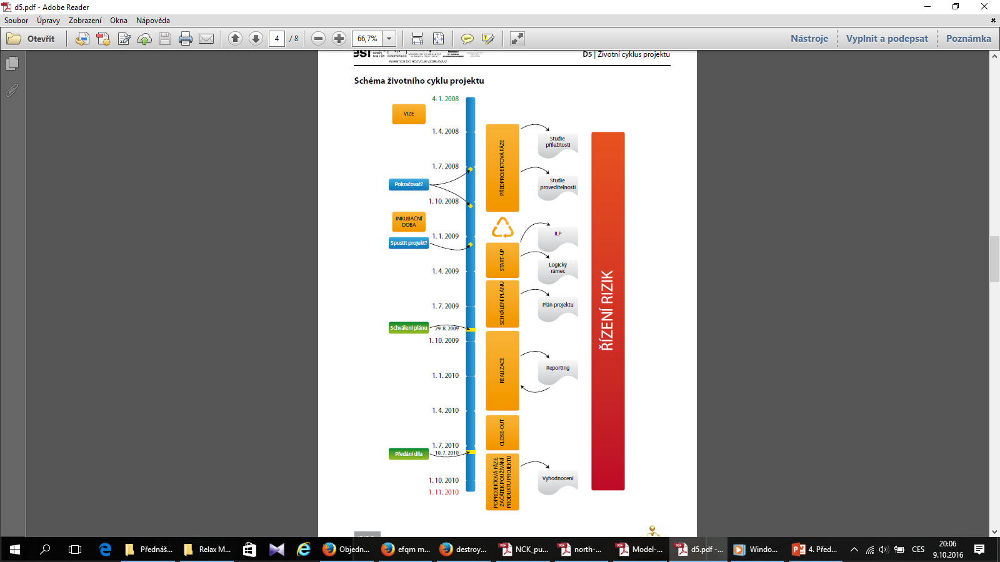 d5.pdf - Adobe Reader
Soubor Úpravy Zobrazení Okna Nápověda
Otevřít 4 / 8 66,7% Nástroje Vyplnit a podepsat Poznámka
D5 | Životní cyklus projektu
INVESTICE DO ROZVOJE VZDĚLÁVÁNÍ
Schéma životního cyklu projektu
4. 1. 2008
VIZE
1. 4. 2008
1. 7. 2008
Pokračovat?
1. 10. 2008
INKUBAČNÍ
DOBA
1. 1. 2009
Spustit projekt?
1. 4. 2009
1. 7. 2009
Schválení plánu
29. 8. 2009
1. 10. 2009
1. 1. 2010
1. 4. 2010
1. 7. 2010
Předání díla
10. 7. 2010
1. 10. 2010
1. 11. 2010
PŘEDPROJEKTOVÁ FÁZE
START-UP
SCHVÁLENÍ PLÁNU
REALIZACE
CLOSE-OUT
POPROJEKTOVÁ FÁZE,
ZAČÁTEK POUŽÍVÁNÍ
PRODUKTU PROJEKTU
Studie
příležitosti
Studie
proveditelnosti
ILP
Logický
rámec
Plán projektu
Reporting
Vyhodnocení
ŘÍZENÍ RIZIK
Přednáš... Relax M... Objedn... efqm m... destroy... NCK_pu... north-... Model-... d5.pdf -... Windo... 4. Před... CES
20:06
9.10.2016